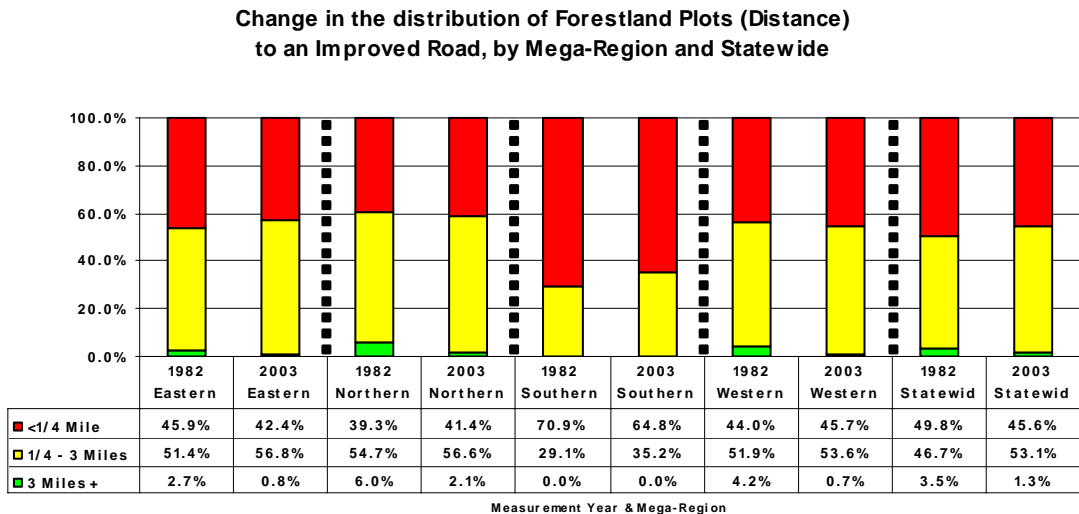 Change in the distribution of Forestland Plots (Distance)
to an Improved Road, by Mega-Region and Statewide
100.0%
80.0%
60.0%
40.0%
20.0%
0.0%
1982 2003 1982 2003 1982 2003 1982 2003 1982 2003
Eastern Eastern Northern Northern Southern Southern Western Western Statewid Statewid
<1/4 Mile 45.9% 42.4% 39.3% 41.4% 70.9% 64.8% 44.0% 45.7% 49.8% 45.6%
1/4 - 3 Miles 51.4% 56.8% 54.7% 56.6% 29.1% 35.2% 51.9% 53.6% 46.7% 53.1%
3 Miles + 2.7% 0.8% 6.0% 2.1% 0.0% 0.0% 4.2% 0.7% 3.5% 1.3%
Measurement Year & Mega-Region